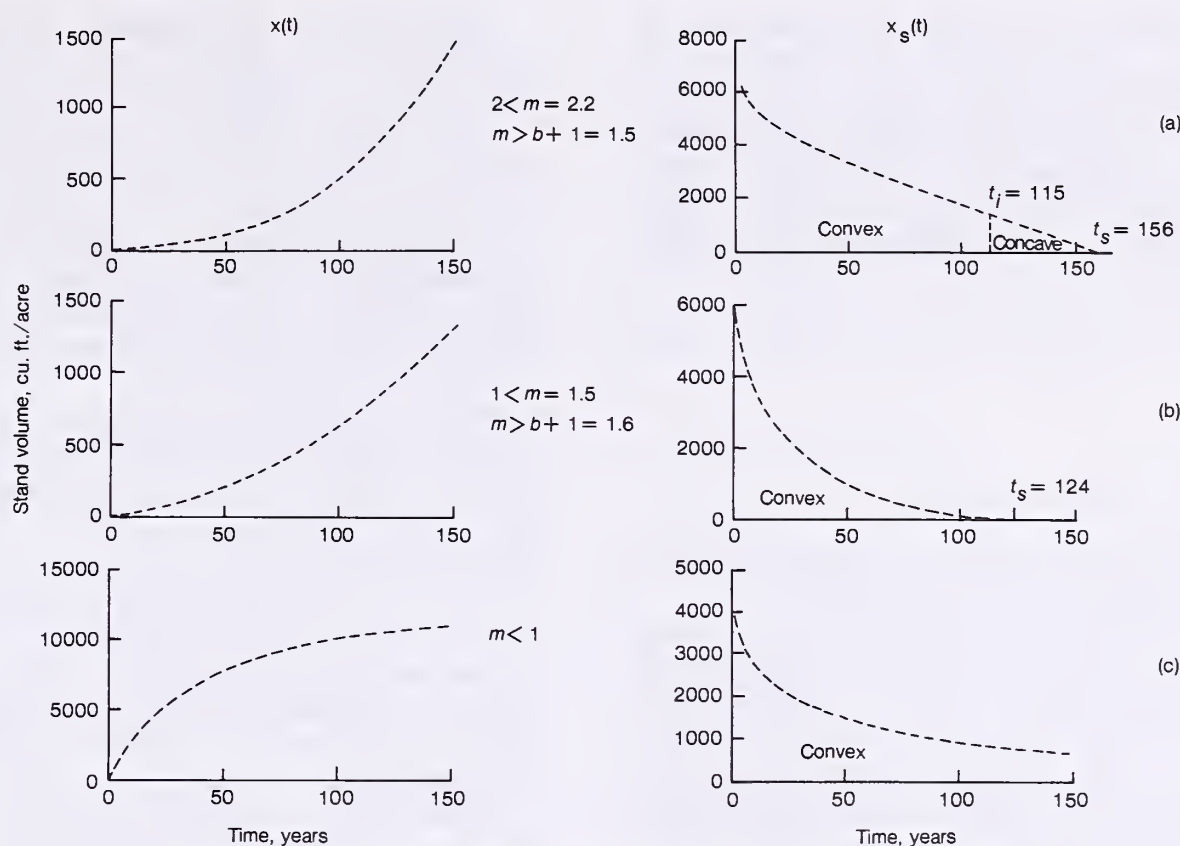 x(t)
1500
1000
500
0
0 50 100 150
2 < m = 2.2
m > b + 1 = 1.5
x_s(t)
8000
6000
4000
2000
0
50 100 150
Convex
t_i = 115
Concave
t_s = 156
(a)
Stand volume, cu. ft./acre
1500
1000
500
0
0 50 100 150
1 < m = 1.5
m > b + 1 = 1.6
6000
4000
2000
0
0 50 100 150
Convex
t_s = 124
(b)
15000
10000
5000
0
0 50 100 150
Time, years
m < 1
5000
4000
3000
2000
1000
0
0 50 100 150
Convex
Time, years
(c)